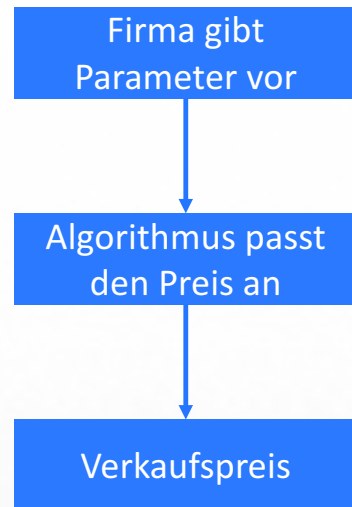 Firma gibt
Parameter vor
Algorithmus passt
den Preis an
Verkaufspreis